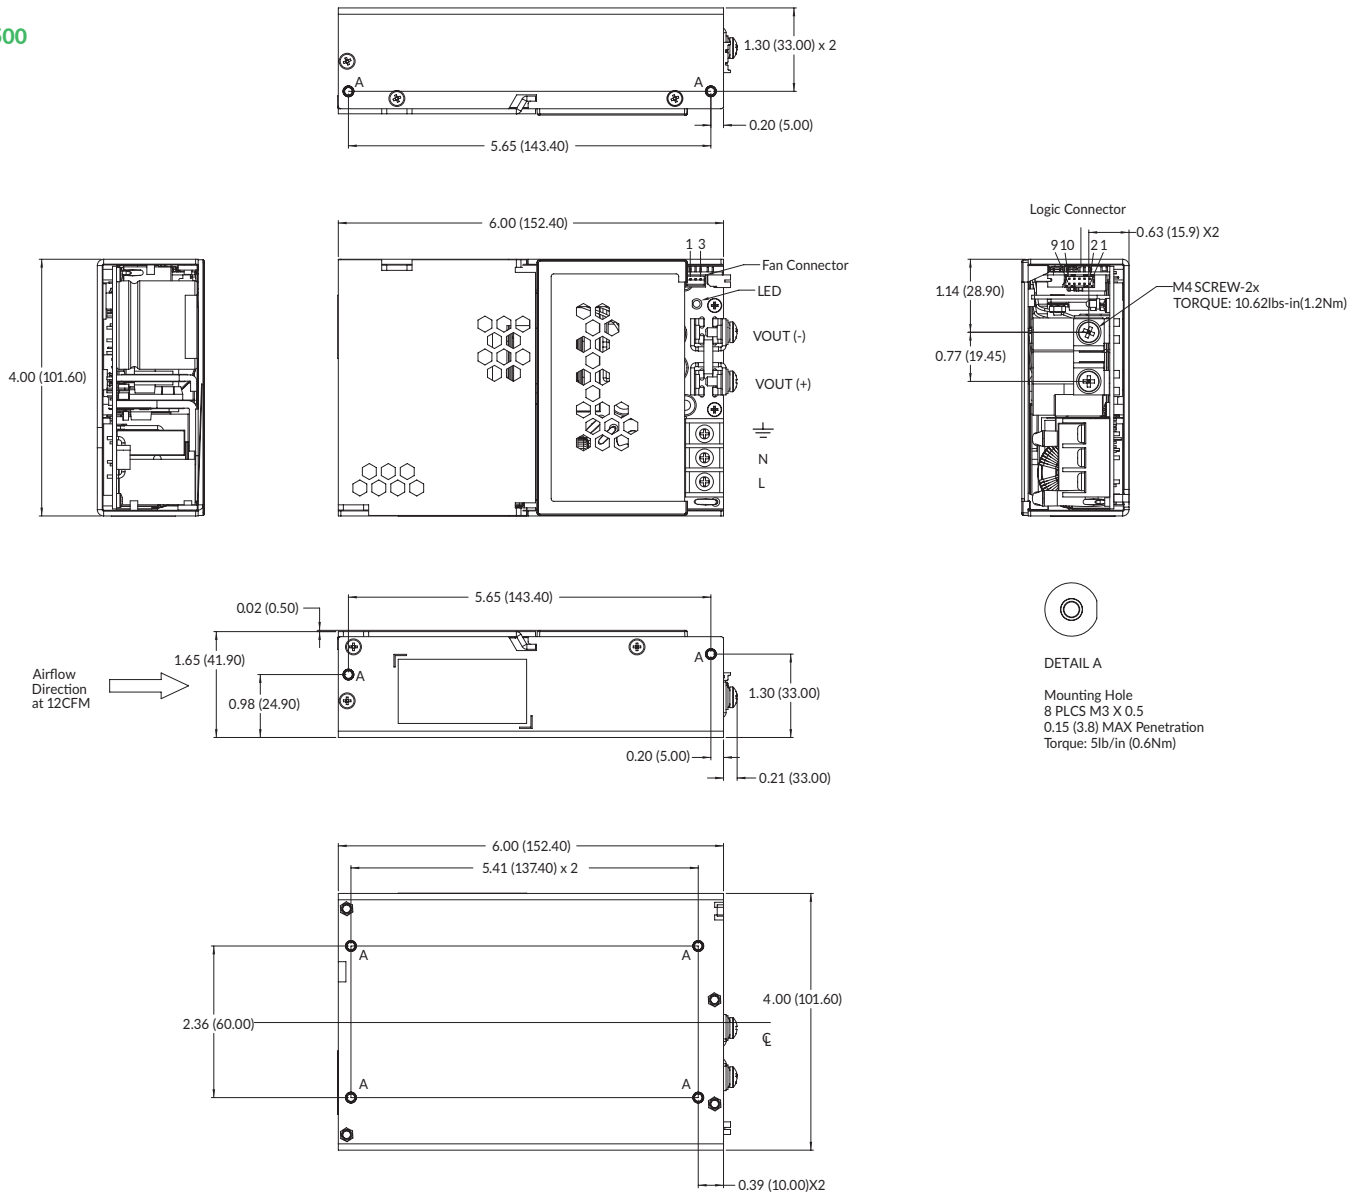 1.30 (33.00) x 2
A
A
0.20 (5.00)
5.65 (143.40)
6.00 (152.40)
1 3
Fan Connector
LED
VOUT (-)
VOUT (+)
N
L
4.00 (101.60)
Logic Connector
0.63 (15.9) X2
910
21
1.14 (28.90)
M4 SCREW-2x
TORQUE: 10.62lbs-in(1.2Nm)
0.77 (19.45)
5.65 (143.40)
0.02 (0.50)
1.65 (41.90)
A
A
0.98 (24.90)
1.30 (33.00)
0.20 (5.00)
0.21 (33.00)
Airflow
Direction
at 12CFM
DETAIL A
Mounting Hole
8 PLCS M3 X 0.5
0.15 (3.8) MAX Penetration
Torque: 5lb/in (0.6Nm)
6.00 (152.40)
5.41 (137.40) x 2
A
A
4.00 (101.60)
2.36 (60.00)
℄
A
A
0.39 (10.00)X2